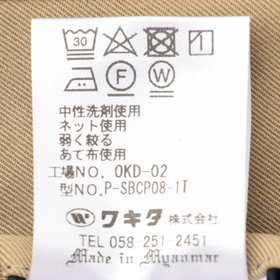 30
F W
中性洗剤使用
ネット使用
弱く絞る
あて布使用
工場NO. OKD-02
型NO. P-SBCP08-1T
ワキタ株式会社
TEL 058-251-2451
Made in Myanmar